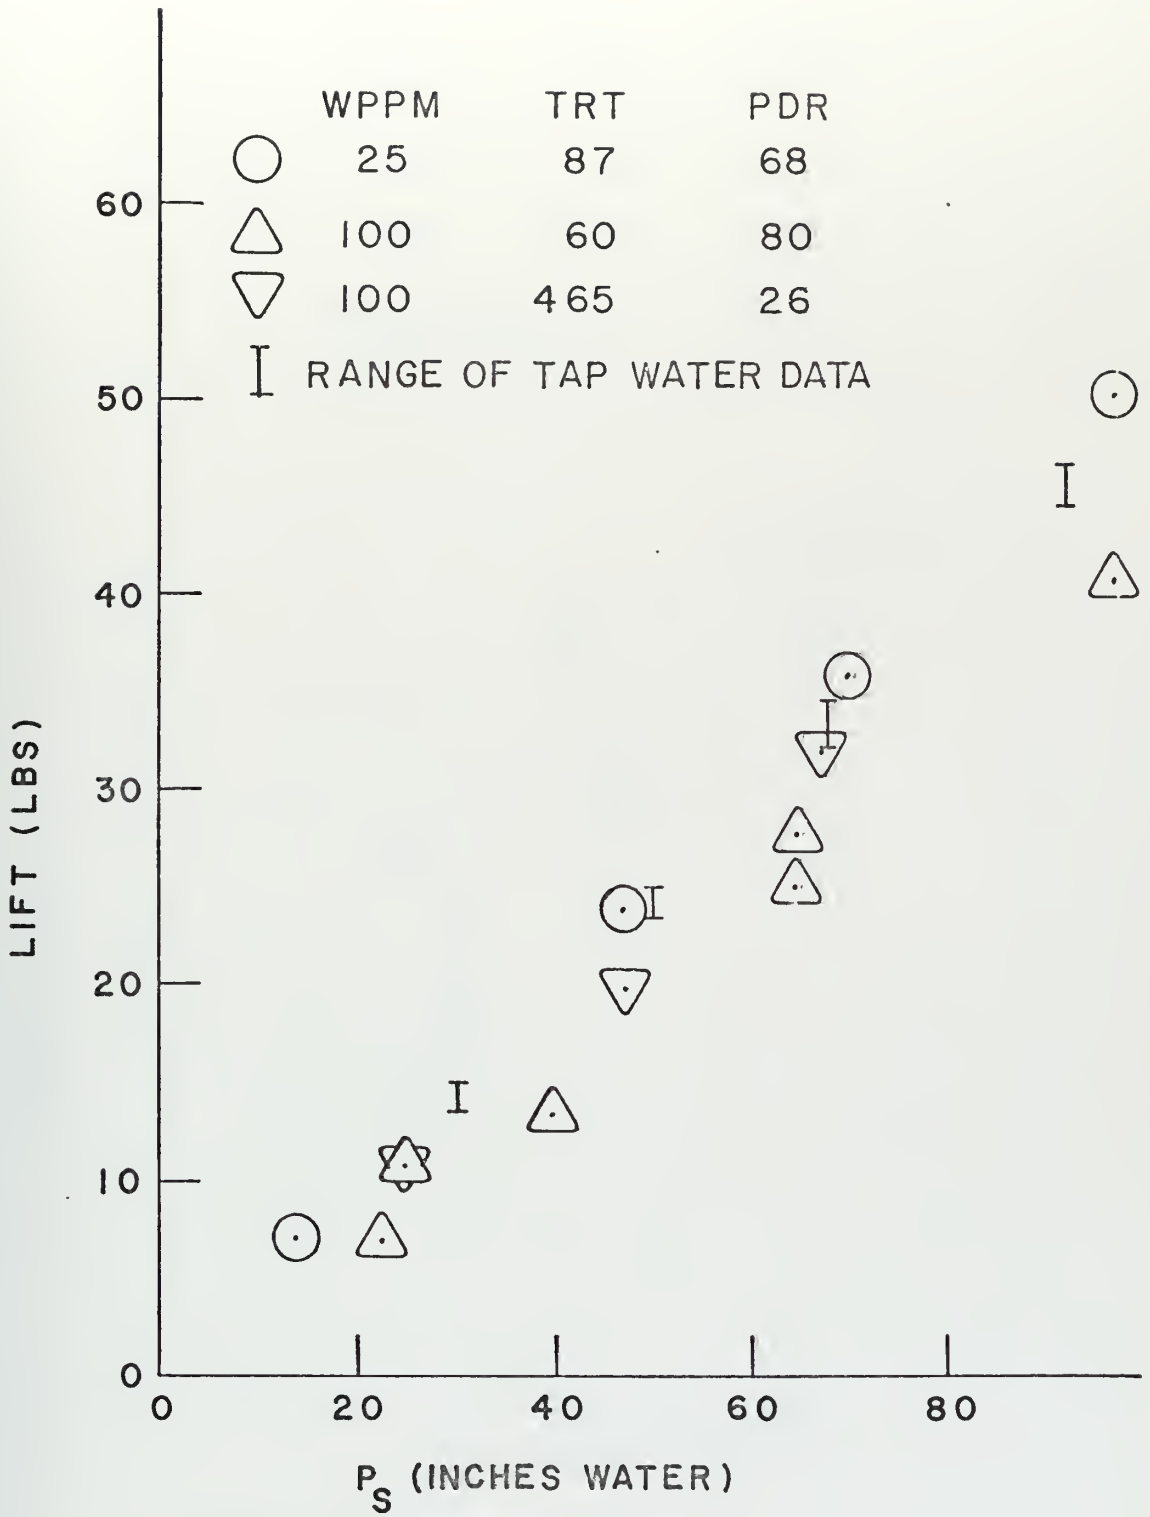 WPPM TRT PDR
25 87 68
100 60 80
100 465 26
RANGE OF TAP WATER DATA
60
50
40
30
20
10
0
LIFT (LBS)
0 20 40 60 80
PS (INCHES WATER)